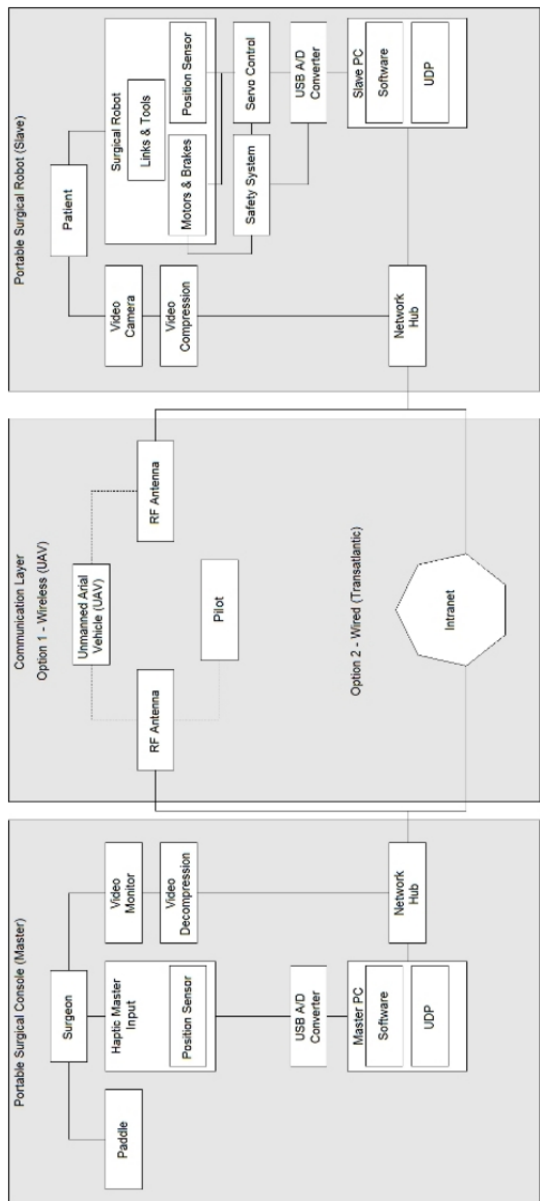 Portable Surgical Console (Master)
Surgeon
Paddle
Haptic Master
Input
Position Sensor
Video
Monitor
Video
Decompression
USB A/D
Converter
Master PC
Software
UDP
Network
Hub
Communication Layer
Option 1 - Wireless (UAV)
Unmanned Arial
Vehicle (UAV)
RF Antenna
RF Antenna
Pilot
Option 2 - Wired (Transatlantic)
Intranet
Portable Surgical Robot (Slave)
Patient
Video
Camera
Video
Compression
Surgical Robot
Links & Tools
Motors & Brakes
Position Sensor
Safety System
Servo Control
USB A/D
Converter
Slave PC
Software
UDP
Network
Hub